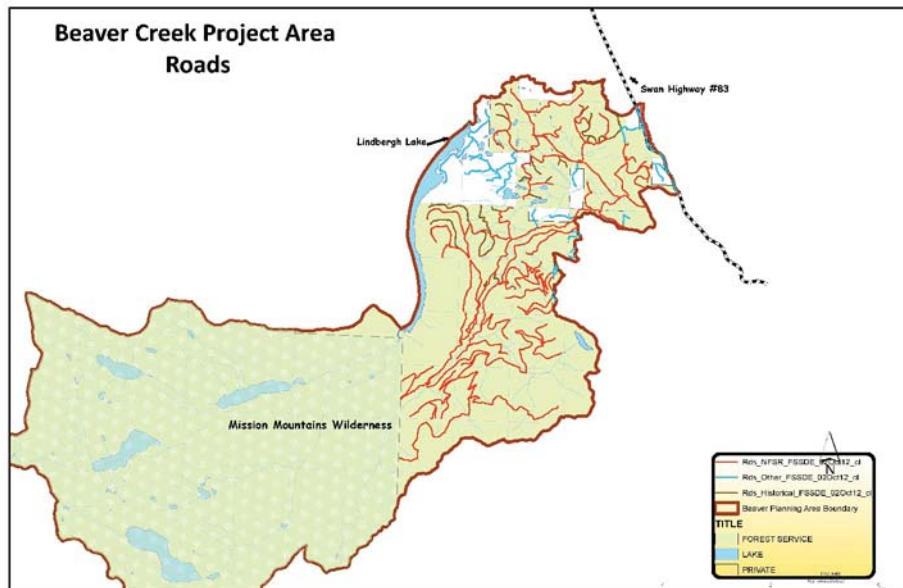 Beaver Creek Project Area
Roads
Swan Highway #83
Lindbergh Lake
Mission Mountains Wilderness
N
Rds_NFSR_FSSDE_02Oct12_cl
Rds_Other_FSSDE_02Oct12_cl
Rds_Historical_FSSDE_02Oct12_cl
Beaver Planning Area Boundary
TITLE
FOREST SERVICE
LAKE
PRIVATE